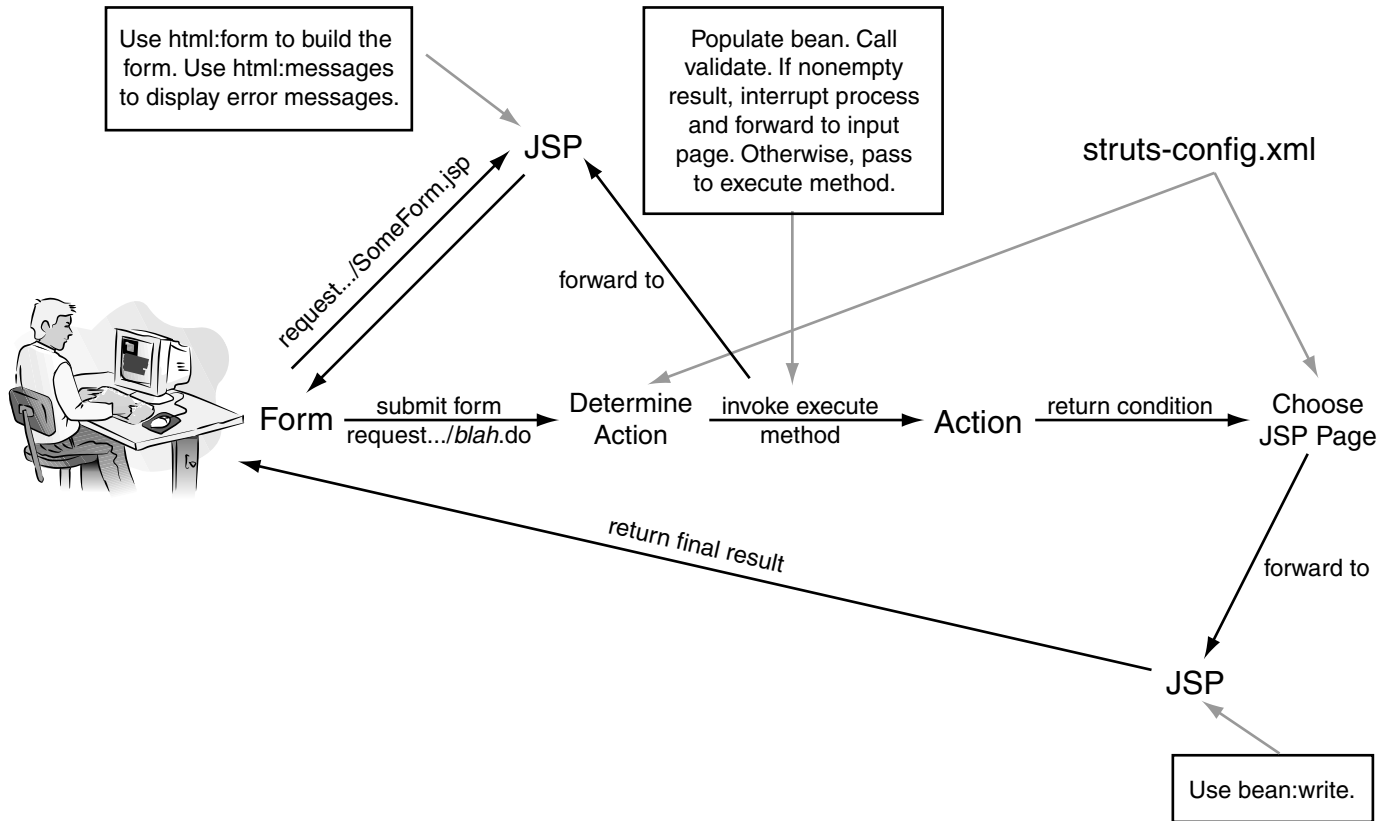 Use html:form to build the
form. Use html:messages
to display error messages.
Populate bean. Call
validate. If nonempty
result, interrupt process
and forward to input
page. Otherwise, pass
to execute method.
JSP
struts-config.xml
request.../SomeForm.jsp
forward to
Form
submit form
request.../blah.do
Determine
Action
invoke execute
method
Action
return condition
Choose
JSP Page
return final result
forward to
JSP
Use bean:write.